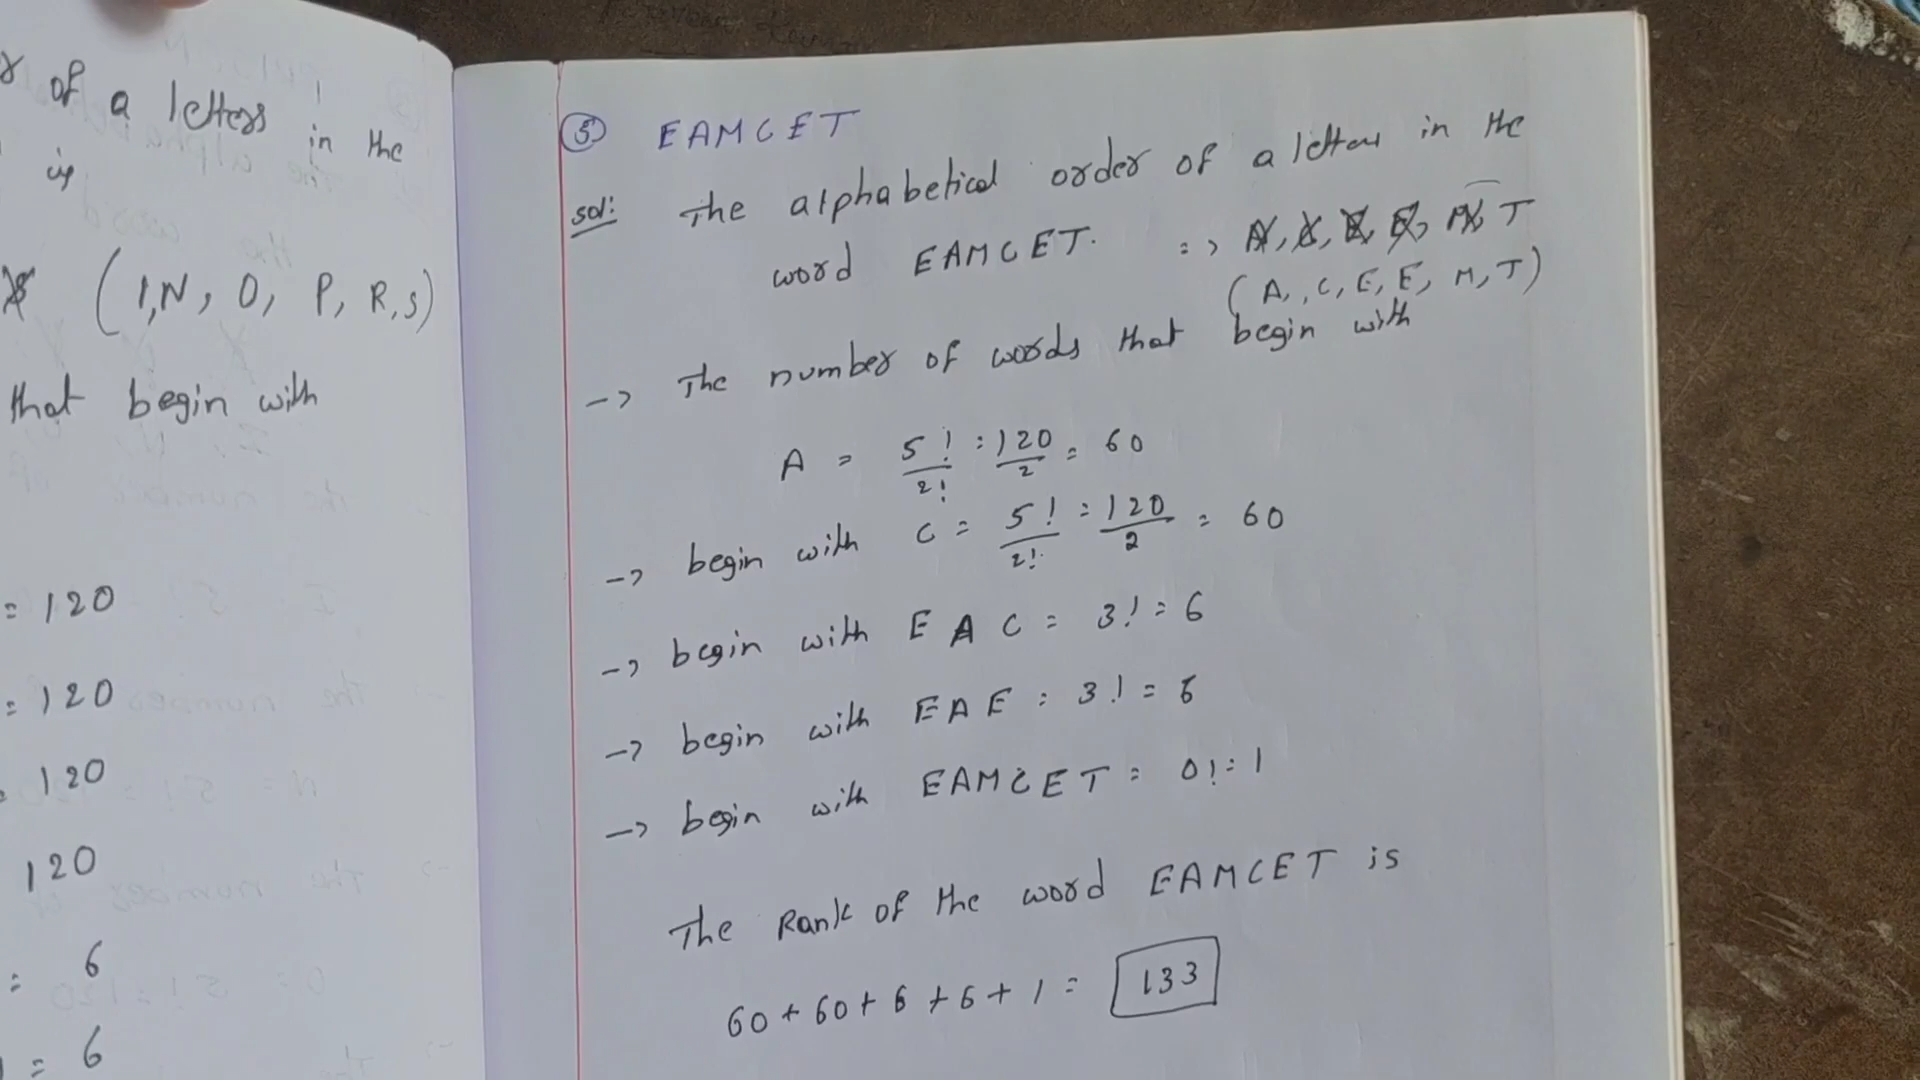 of a letters in the
is
(I, N, O, P, R, S)
that begin with
= 120
= 120
120
120
= 6
= 6
(5) EAMCET
sol: The alphabetical order of a letters in the
word EAMCET. => A, C, E, E, M, T
(A, C, E, E, M, T)
-> The number of words that begin with
A = 5!/2! = 120/2 = 60
-> begin with C = 5!/2! = 120/2 = 60
-> begin with E A C = 3! = 6
-> begin with EAE = 3! = 6
-> begin with EAMCET = 0! = 1
The Rank of the word EAMCET is
60 + 60 + 6 + 6 + 1 = 133